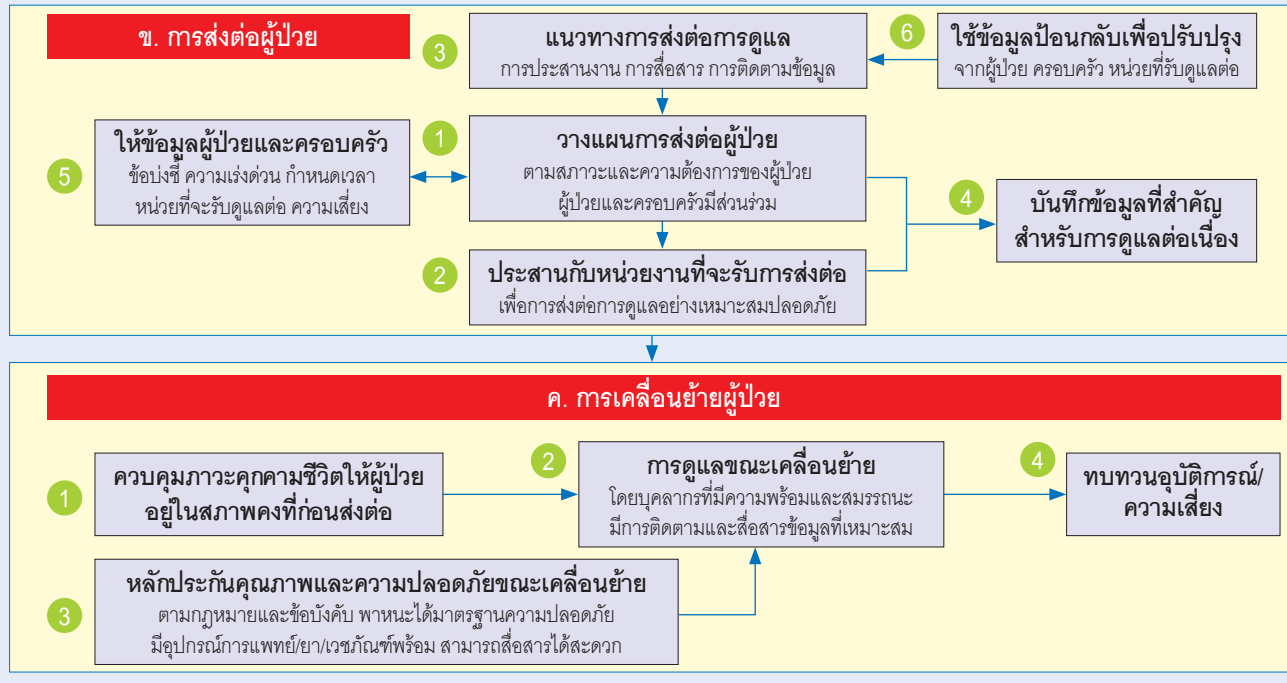 ข. การส่งต่อผู้ป่วย
3
แนวทางการส่งต่อการดูแล
การประสานงาน การสื่อสาร การติดตามข้อมูล
6
ใช้ข้อมูลป้อนกลับเพื่อปรับปรุง
จากผู้ป่วย ครอบครัว หน่วยที่รับดูแลต่อ
5
ให้ข้อมูลผู้ป่วยและครอบครัว
ข้อบ่งชี้ ความเร่งด่วน กำหนดเวลา
หน่วยที่จะรับดูแลต่อ ความเสี่ยง
1
วางแผนการส่งต่อผู้ป่วย
ตามสภาวะและความต้องการของผู้ป่วย
ผู้ป่วยและครอบครัวมีส่วนร่วม
4
บันทึกข้อมูลที่สำคัญ
สำหรับการดูแลต่อเนื่อง
2
ประสานกับหน่วยงานที่จะรับการส่งต่อ
เพื่อการส่งต่อการดูแลอย่างเหมาะสมปลอดภัย
ค. การเคลื่อนย้ายผู้ป่วย
1
ควบคุมภาวะคุกคามชีวิตให้ผู้ป่วย
อยู่ในสภาพคงที่ก่อนส่งต่อ
2
การดูแลขณะเคลื่อนย้าย
โดยบุคลากรที่มีความพร้อมและสมรรถนะ
มีการติดตามและสื่อสารข้อมูลที่เหมาะสม
4
ทบทวนอุบัติการณ์/
ความเสี่ยง
3
หลักประกันคุณภาพและความปลอดภัยขณะเคลื่อนย้าย
ตามกฎหมายและข้อบังคับ พาหนะได้มาตรฐานความปลอดภัย
มีอุปกรณ์การแพทย์/ยา/เวชภัณฑ์พร้อม สามารถสื่อสารได้สะดวก